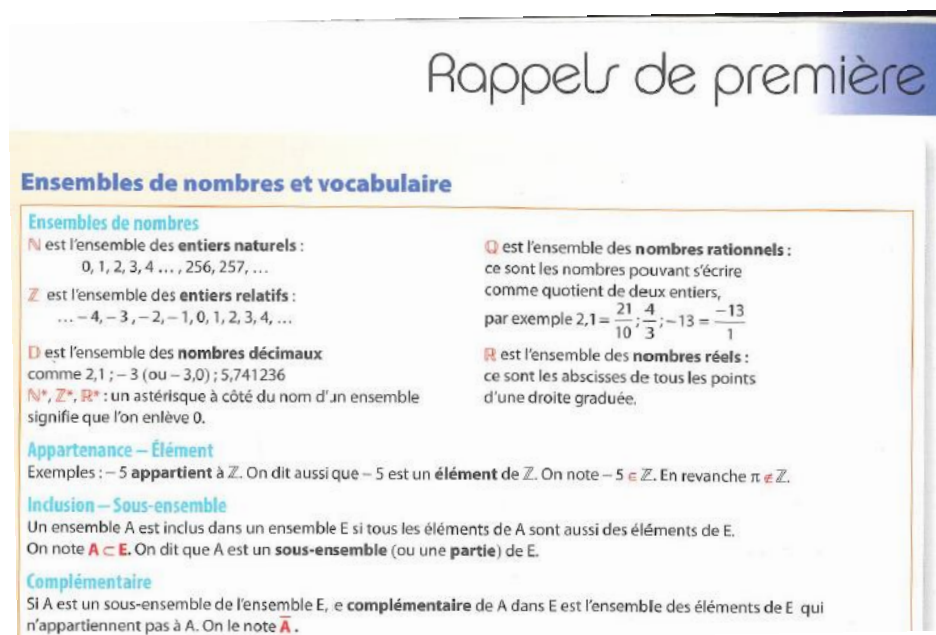 Rappels de première
Ensembles de nombres et vocabulaire
Ensembles de nombres
ℕ est l'ensemble des entiers naturels :
0, 1, 2, 3, 4 ... , 256, 257, ...
ℤ est l'ensemble des entiers relatifs :
... – 4, – 3 , – 2, – 1, 0, 1, 2, 3, 4, ...
𝔻 est l'ensemble des nombres décimaux
comme 2,1 ; – 3 (ou – 3,0) ; 5,741236
ℕ*, ℤ*, ℝ* : un astérisque à côté du nom d'un ensemble
signifie que l'on enlève 0.
ℚ est l'ensemble des nombres rationnels :
ce sont les nombres pouvant s'écrire
comme quotient de deux entiers,
par exemple 2,1 = 21/10 ; 4/3 ; – 13 = –13/1
ℝ est l'ensemble des nombres réels :
ce sont les abscisses de tous les points
d'une droite graduée.
Appartenance – Élément
Exemples : – 5 appartient à ℤ. On dit aussi que – 5 est un élément de ℤ. On note – 5 ∈ ℤ. En revanche π ∉ ℤ.
Inclusion – Sous-ensemble
Un ensemble A est inclus dans un ensemble E si tous les éléments de A sont aussi des éléments de E.
On note A ⊂ E. On dit que A est un sous-ensemble (ou une partie) de E.
Complémentaire
Si A est un sous-ensemble de l'ensemble E, e complémentaire de A dans E est l'ensemble des éléments de E qui
n'appartiennent pas à A. On le note A̅ .